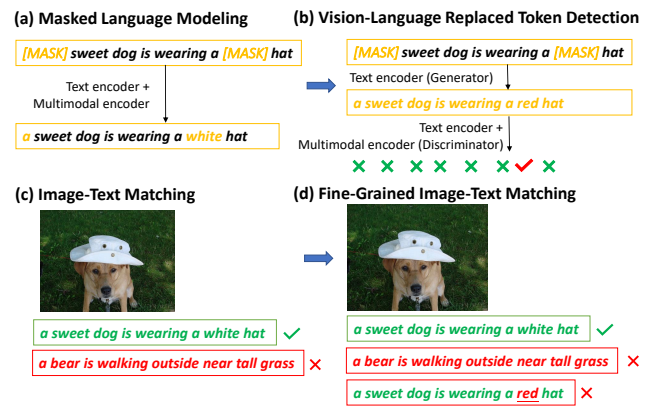 (a) Masked Language Modeling
[MASK] sweet dog is wearing a [MASK] hat
Text encoder +
Multimodal encoder
a sweet dog is wearing a white hat
(b) Vision-Language Replaced Token Detection
[MASK] sweet dog is wearing a [MASK] hat
Text encoder (Generator)
a sweet dog is wearing a red hat
Text encoder +
Multimodal encoder (Discriminator)
(c) Image-Text Matching
a sweet dog is wearing a white hat
a bear is walking outside near tall grass
(d) Fine-Grained Image-Text Matching
a sweet dog is wearing a white hat
a bear is walking outside near tall grass
a sweet dog is wearing a red hat